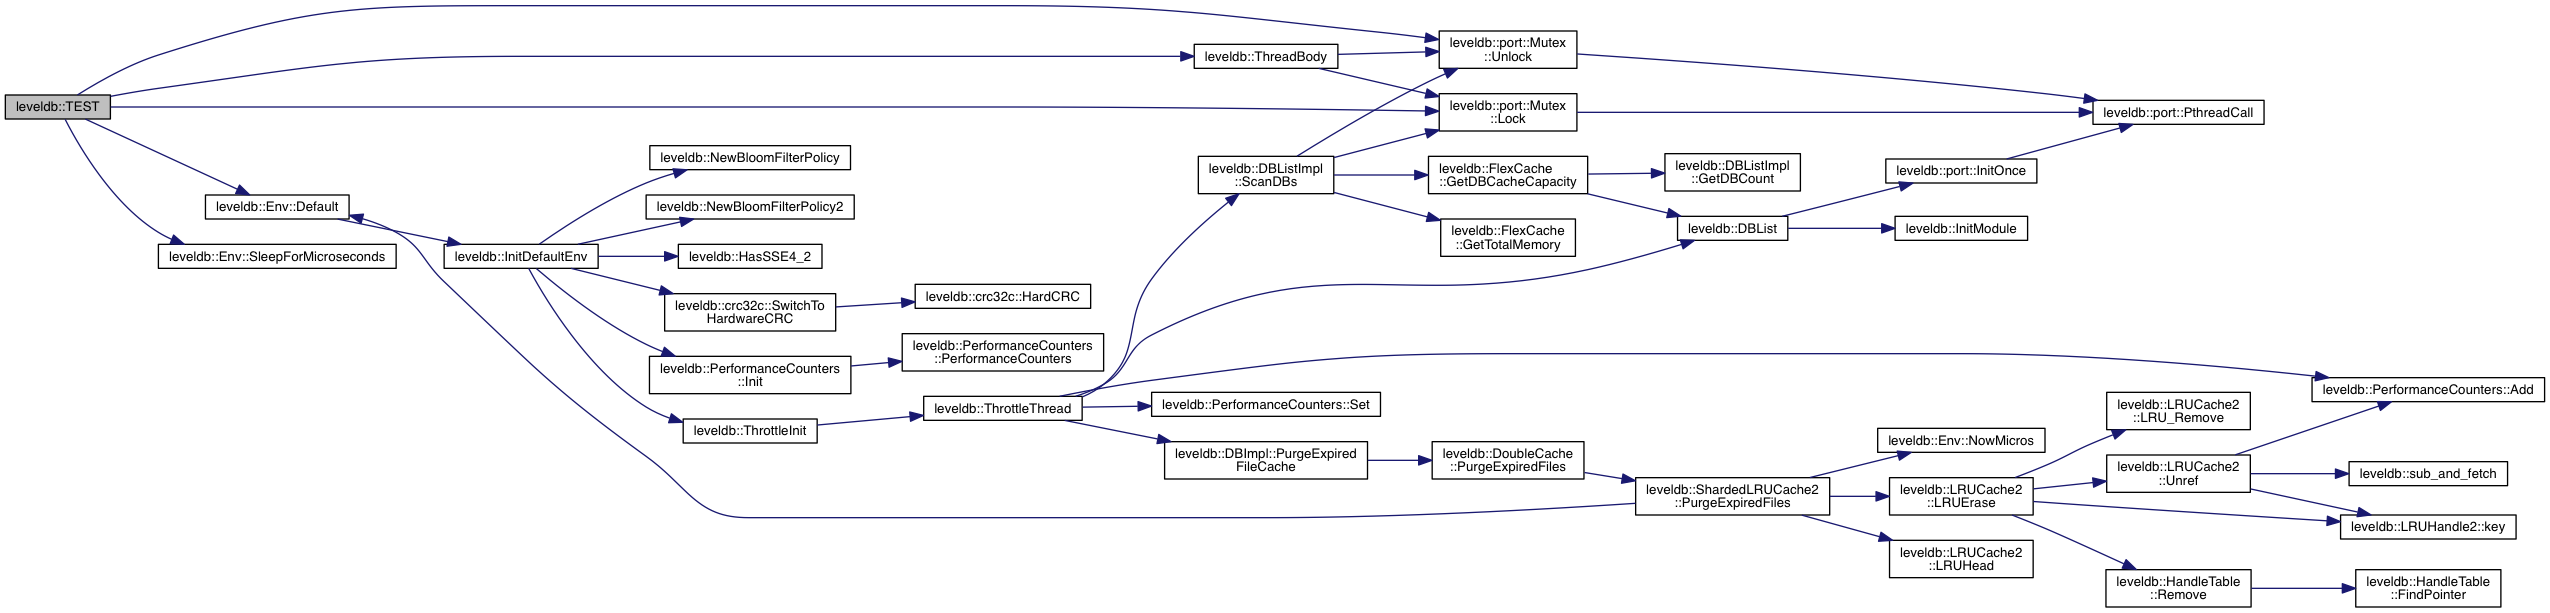 leveldb::TEST
leveldb::Env::Default
leveldb::Env::SleepForMicroseconds
leveldb::InitDefaultEnv
leveldb::NewBloomFilterPolicy
leveldb::NewBloomFilterPolicy2
leveldb::HasSSE4_2
leveldb::crc32c::SwitchTo
HardwareCRC
leveldb::PerformanceCounters
::Init
leveldb::ThrottleInit
leveldb::crc32c::HardCRC
leveldb::PerformanceCounters
::PerformanceCounters
leveldb::ThrottleThread
leveldb::ThreadBody
leveldb::DBListImpl
::ScanDBs
leveldb::PerformanceCounters::Set
leveldb::DBImpl::PurgeExpired
FileCache
leveldb::port::Mutex
::Unlock
leveldb::port::Mutex
::Lock
leveldb::FlexCache
::GetDBCacheCapacity
leveldb::FlexCache
::GetTotalMemory
leveldb::DoubleCache
::PurgeExpiredFiles
leveldb::DBListImpl
::GetDBCount
leveldb::DBList
leveldb::ShardedLRUCache2
::PurgeExpiredFiles
leveldb::port::InitOnce
leveldb::InitModule
leveldb::Env::NowMicros
leveldb::LRUCache2
::LRUErase
leveldb::LRUCache2
::LRUHead
leveldb::port::PthreadCall
leveldb::LRUCache2
::LRU_Remove
leveldb::LRUCache2
::Unref
leveldb::HandleTable
::Remove
leveldb::PerformanceCounters::Add
leveldb::sub_and_fetch
leveldb::LRUHandle2::key
leveldb::HandleTable
::FindPointer